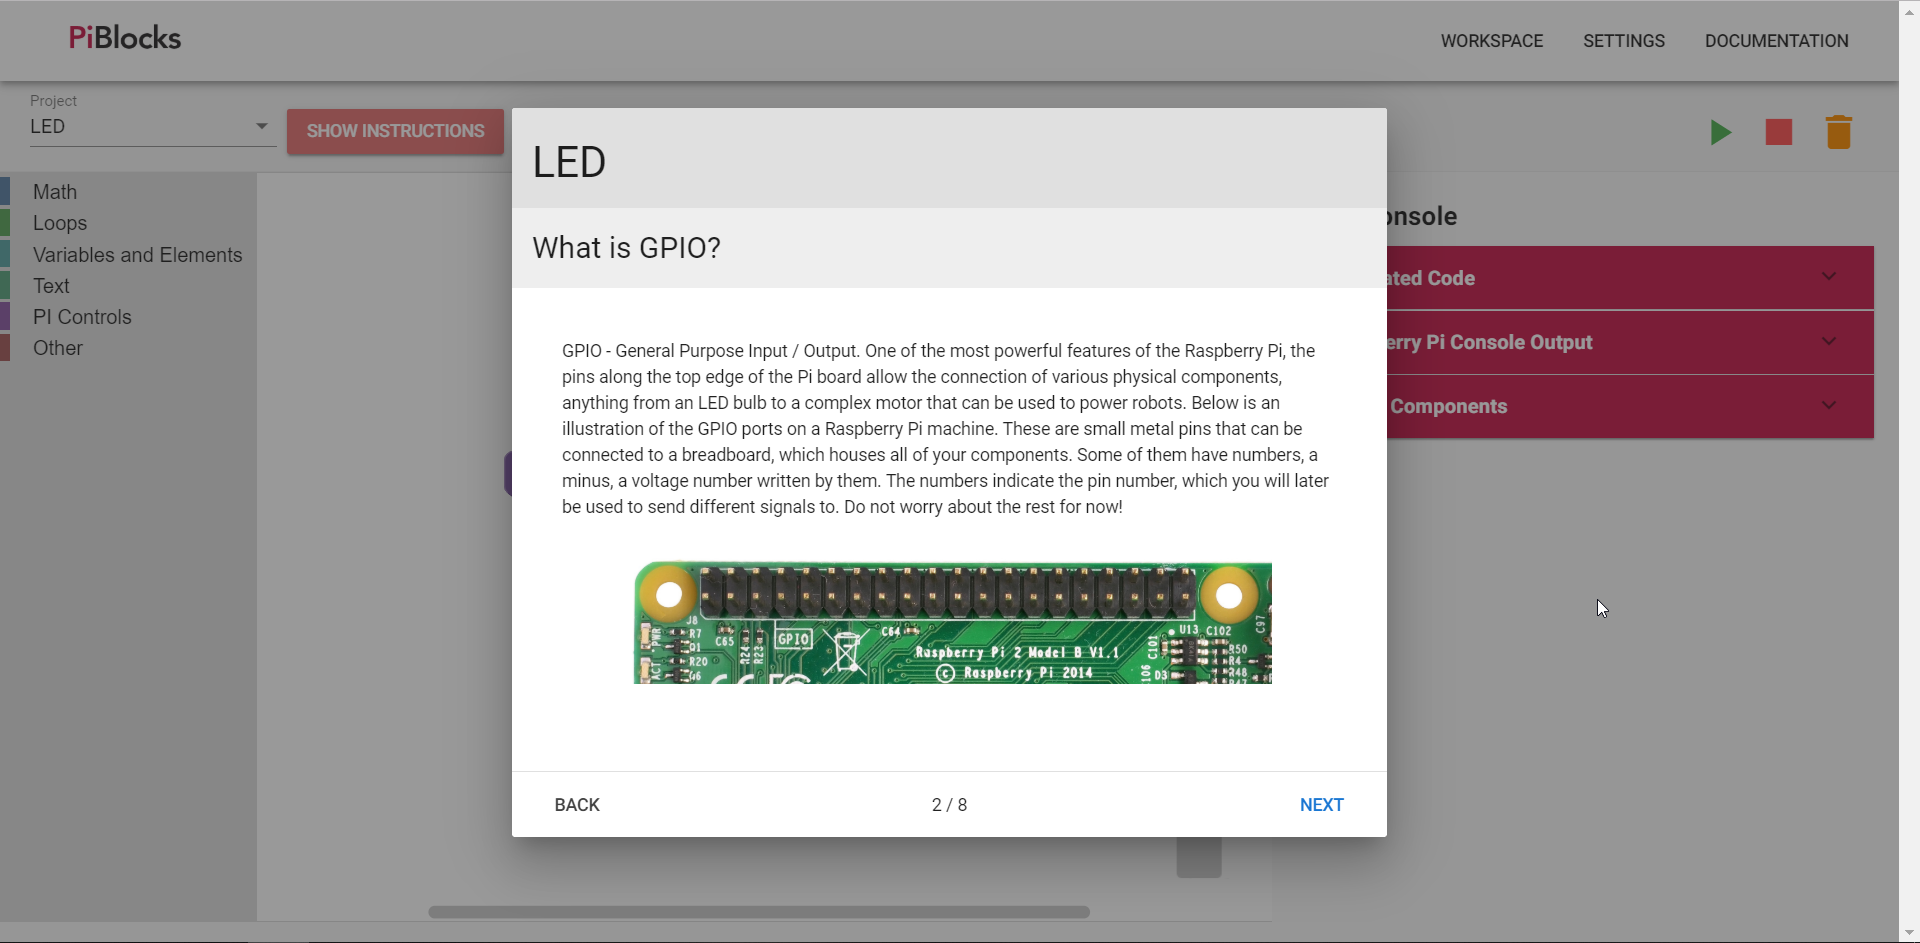 PiBlocks
WORKSPACE
SETTINGS
DOCUMENTATION
Project
LED
SHOW INSTRUCTIONS
Math
Loops
Variables and Elements
Text
PI Controls
Other
LED
What is GPIO?
GPIO - General Purpose Input / Output. One of the most powerful features of the Raspberry Pi, the
pins along the top edge of the Pi board allow the connection of various physical components,
anything from an LED bulb to a complex motor that can be used to power robots. Below is an
illustration of the GPIO ports on a Raspberry Pi machine. These are small metal pins that can be
connected to a breadboard, which houses all of your components. Some of them have numbers, a
minus, a voltage number written by them. The numbers indicate the pin number, which you will later
be used to send different signals to. Do not worry about the rest for now!
J8
PWR
R7
C65
R24
R23
GPIO
C64
R20
Raspberry Pi 2 Model B V1.1
© Raspberry Pi 2014
C101
U13
C102
C97
R50
R4
R48
106
D3
BACK
2 / 8
NEXT
onsole
ated Code
erry Pi Console Output
Components